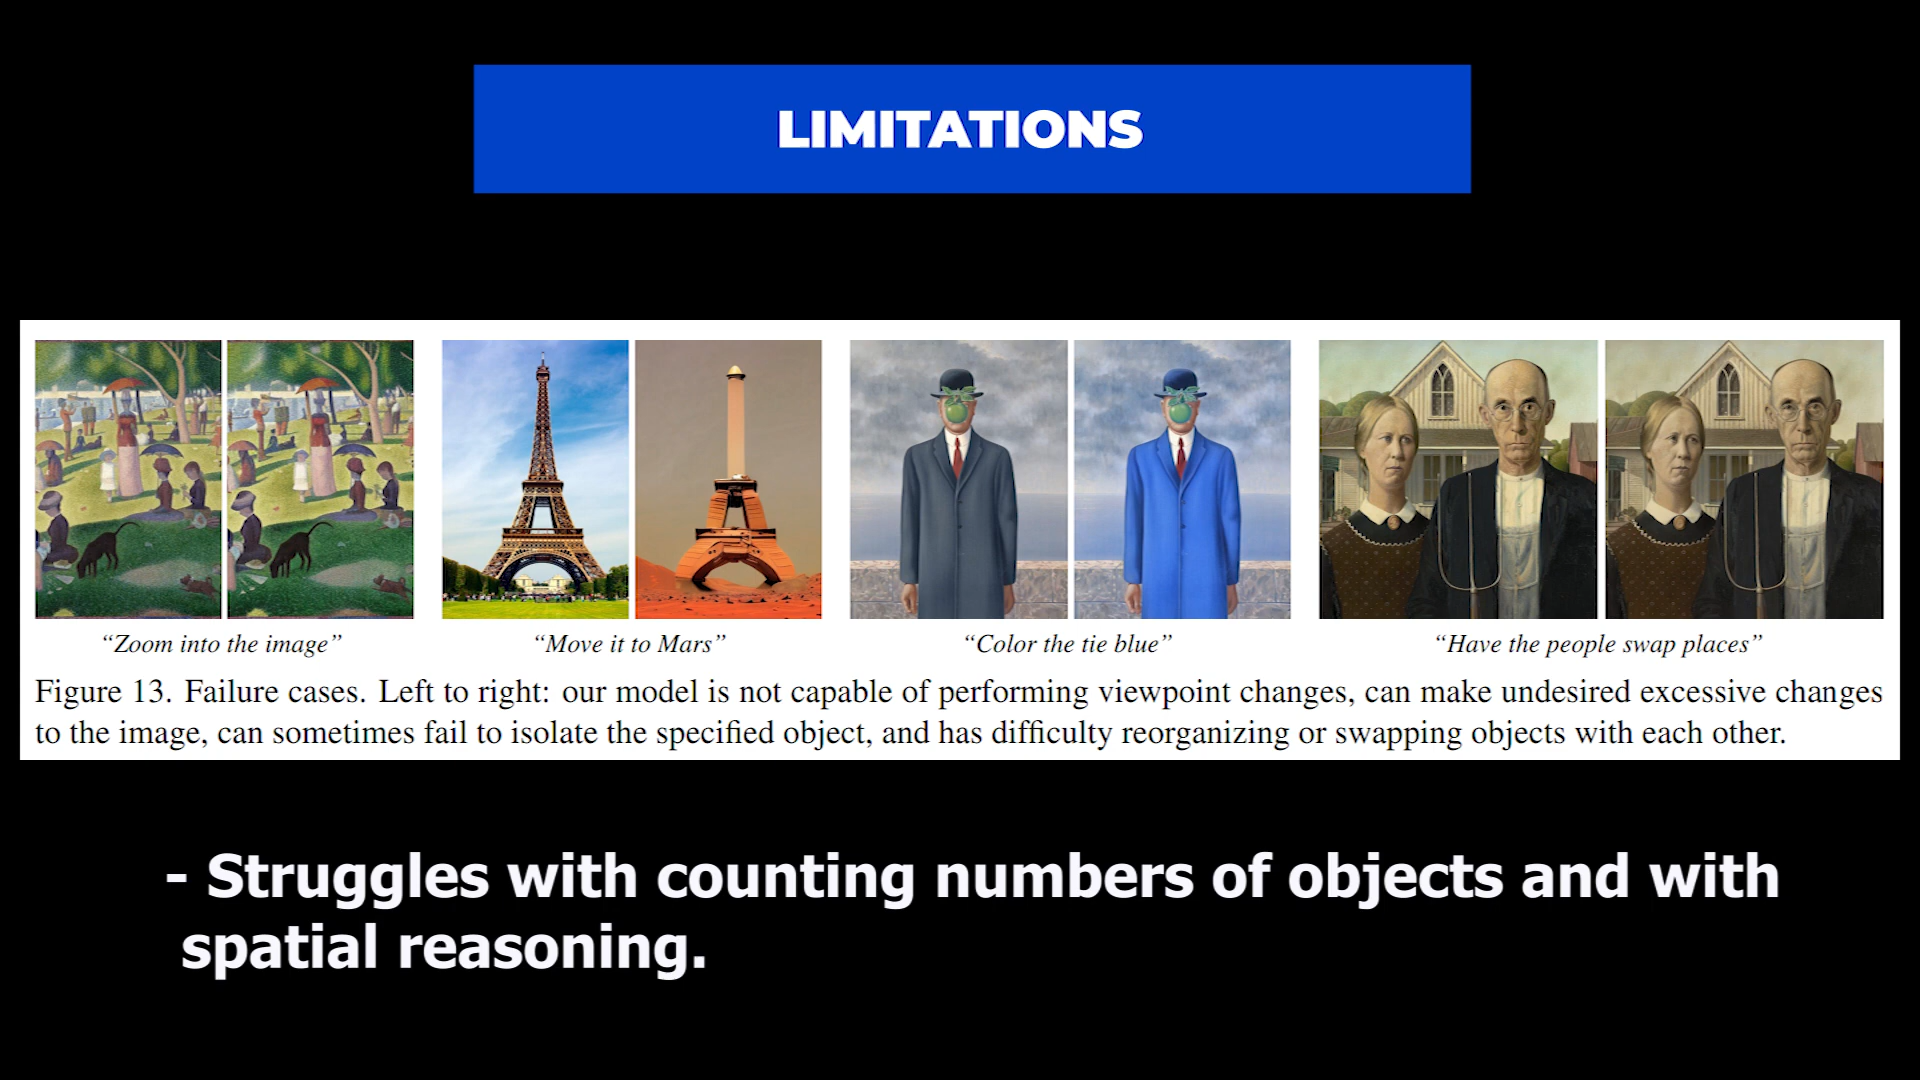 LIMITATIONS
“Zoom into the image”
“Move it to Mars”
“Color the tie blue”
“Have the people swap places”
Figure 13. Failure cases. Left to right: our model is not capable of performing viewpoint changes, can make undesired excessive changes
to the image, can sometimes fail to isolate the specified object, and has difficulty reorganizing or swapping objects with each other.
- Struggles with counting numbers of objects and with
spatial reasoning.